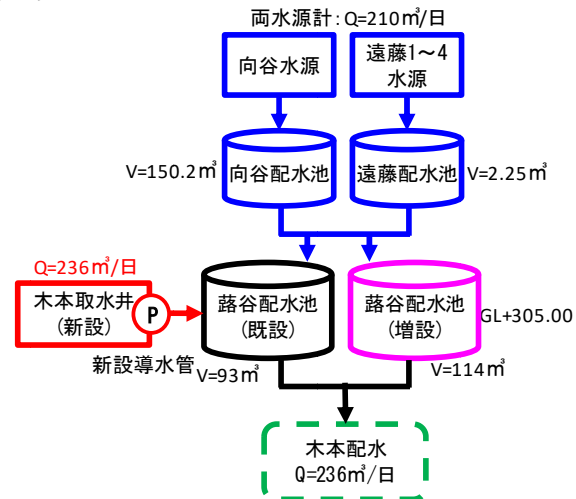 両水源計：Q=210㎥/日
向谷水源
遠藤1～4
水源
V=150.2㎥
向谷配水池
遠藤配水池
V=2.25㎥
Q=236㎥/日
木本取水井
(新設)
P
蕗谷配水池
(既設)
蕗谷配水池
(増設)
GL+305.00
新設導水管
V=93㎥
V=114㎥
木本配水
Q=236㎥/日